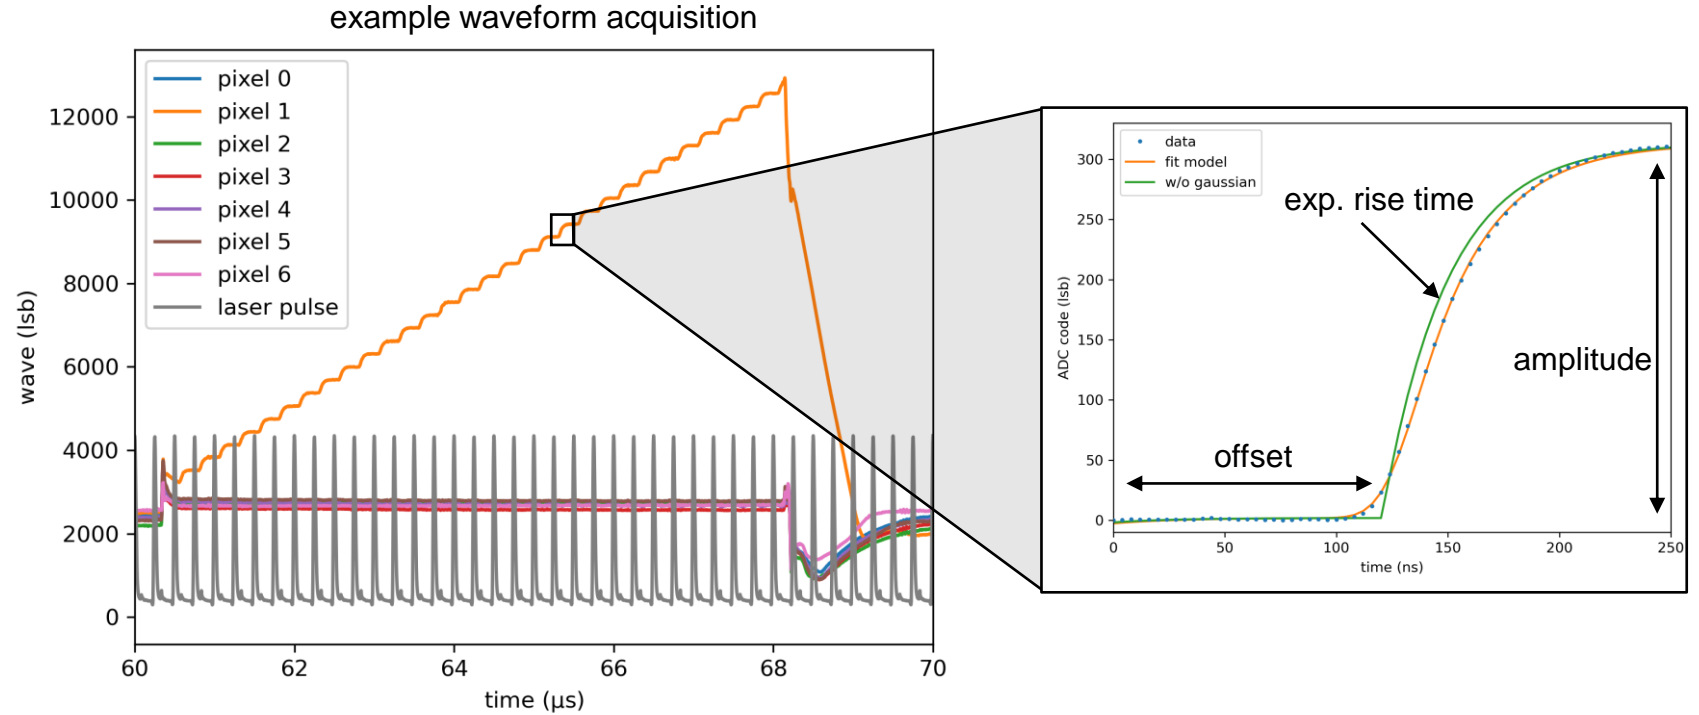 example waveform acquisition
pixel 0
pixel 1
pixel 2
pixel 3
pixel 4
pixel 5
pixel 6
laser pulse
12000
10000
8000
6000
4000
2000
0
wave (lsb)
60
62
64
66
68
70
time (μs)
data
fit model
w/o gaussian
exp. rise time
amplitude
offset
300
250
200
150
100
50
0
ADC code (lsb)
0
50
100
150
200
250
time (ns)